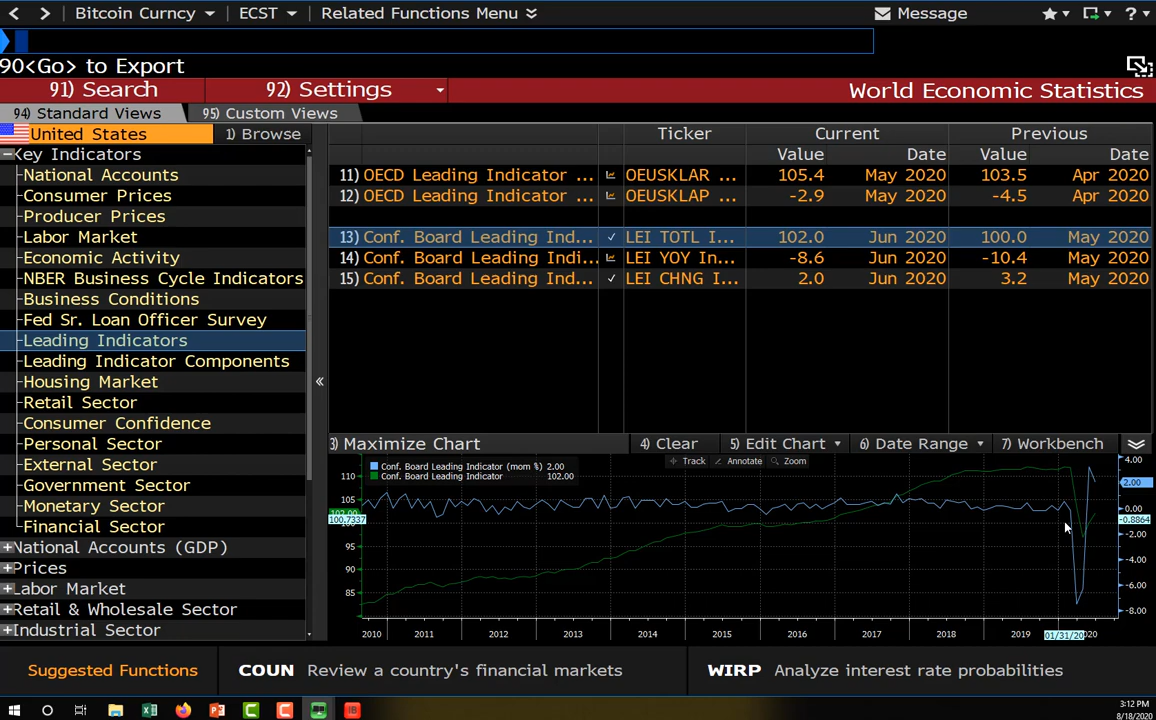 Bitcoin Curncy ECST Related Functions Menu Message ?
90<Go> to Export
91) Search 92) Settings World Economic Statistics
94) Standard Views 95) Custom Views
United States 1) Browse Ticker Current Previous
Key Indicators Value Date Value Date
National Accounts 11) OECD Leading Indicator ... OEUSKLAR ... 105.4 May 2020 103.5 Apr 2020
Consumer Prices 12) OECD Leading Indicator ... OEUSKLAP ... -2.9 May 2020 -4.5 Apr 2020
Producer Prices
Labor Market 13) Conf. Board Leading Ind... LEI TOTL I... 102.0 Jun 2020 100.0 May 2020
Economic Activity 14) Conf. Board Leading Indi... LEI YOY In... -8.6 Jun 2020 -10.4 May 2020
NBER Business Cycle Indicators 15) Conf. Board Leading Ind... LEI CHNG I... 2.0 Jun 2020 3.2 May 2020
Business Conditions
Fed Sr. Loan Officer Survey
Leading Indicators
Leading Indicator Components
Housing Market
Retail Sector
Consumer Confidence
Personal Sector
External Sector
Government Sector
Monetary Sector
Financial Sector
National Accounts (GDP)
Prices
Labor Market
Retail & Wholesale Sector
Industrial Sector
3) Maximize Chart 4) Clear 5) Edit Chart 6) Date Range 7) Workbench
Track Annotate Zoom
Conf. Board Leading Indicator (mom %) 2.00
Conf. Board Leading Indicator 102.00
110
105
102.00
100.7337
95
90
85
4.00
2.00
0.00
-0.8864
-2.00
-4.00
-6.00
-8.00
2010 2011 2012 2013 2014 2015 2016 2017 2018 2019 01/31/20 020
Suggested Functions COUN Review a country's financial markets WIRP Analyze interest rate probabilities
3:12 PM
8/18/2020